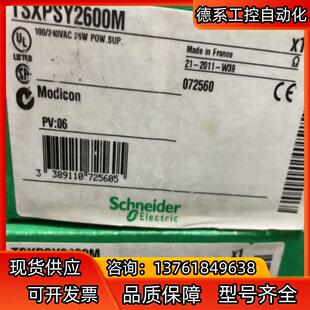 德系工控自动化
TSXPSY2600M
100/240VAC 26W POW.SUP.
X1
UL
LISTED
Made in France
21-2011-W39
Modicon
072560
PV:06
3 389110 725605
Schneider
Electric
x1
现货供应
咨询：13761849638
可开发票
品质保障
型号齐全